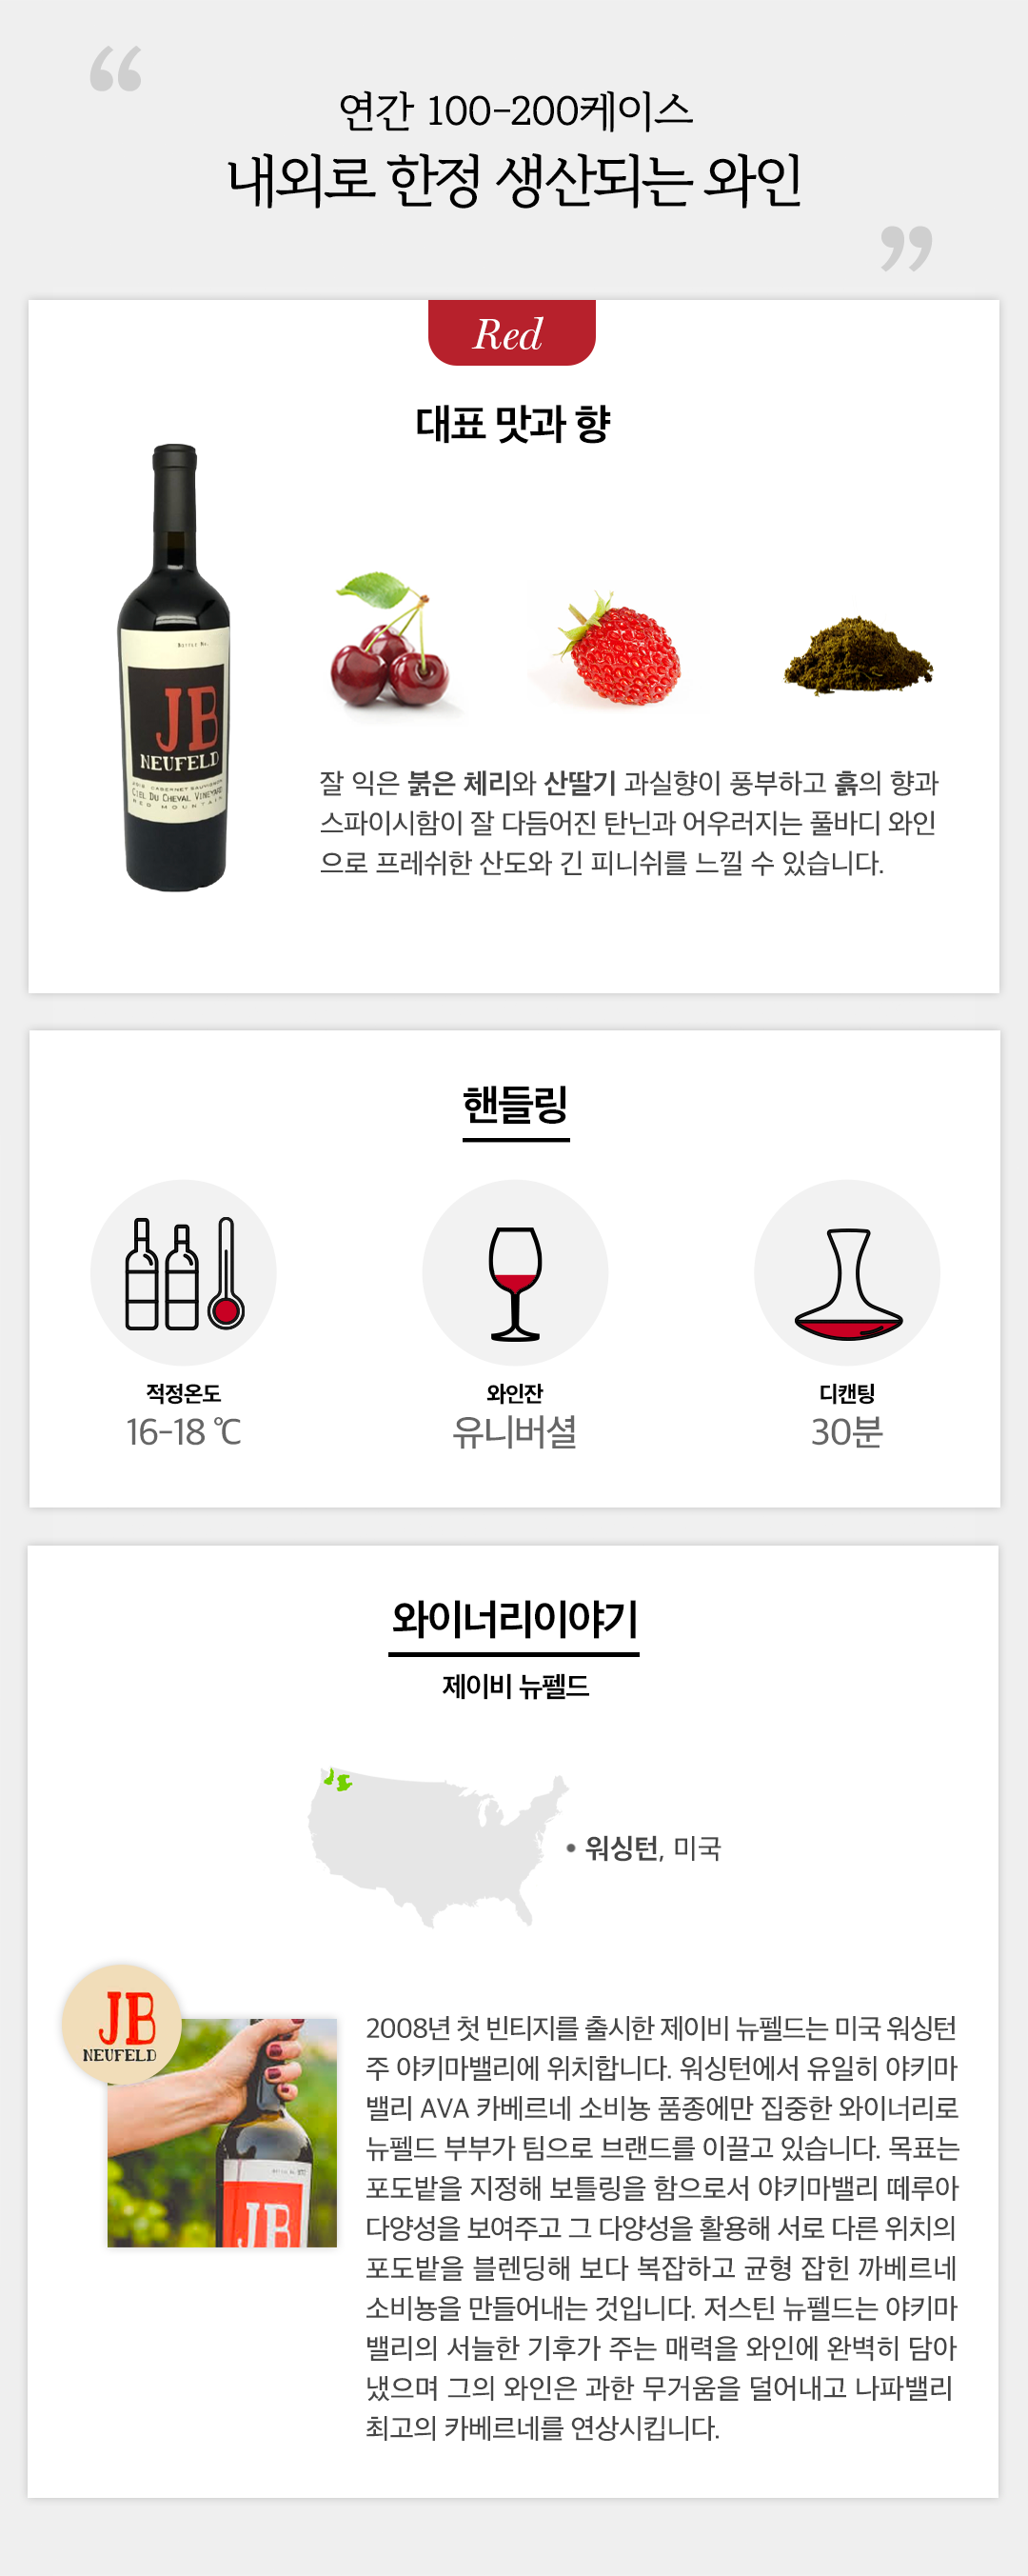 “
연간 100-200케이스
내외로 한정 생산되는 와인
”
Red
대표 맛과 향
BOTTLE No.
JB
NEUFELD
CABERNET SAUVIGNON
CIEL DU CHEVAL VINEYARD
RED MOUNTAIN
잘 익은 붉은 체리와 산딸기 과실향이 풍부하고 흙의 향과
스파이시함이 잘 다듬어진 탄닌과 어우러지는 풀바디 와인
으로 프레쉬한 산도와 긴 피니쉬를 느낄 수 있습니다.
핸들링
적정온도
16-18 ℃
와인잔
유니버셜
디캔팅
30분
와이너리이야기
제이비 뉴펠드
• 워싱턴, 미국
JB
NEUFELD
JB
2008년 첫 빈티지를 출시한 제이비 뉴펠드는 미국 워싱턴
주 야키마밸리에 위치합니다. 워싱턴에서 유일히 야키마
밸리 AVA 카베르네 소비뇽 품종에만 집중한 와이너리로
뉴펠드 부부가 팀으로 브랜드를 이끌고 있습니다. 목표는
포도밭을 지정해 보틀링을 함으로서 야키마밸리 떼루아
다양성을 보여주고 그 다양성을 활용해 서로 다른 위치의
포도밭을 블렌딩해 보다 복잡하고 균형 잡힌 까베르네
소비뇽을 만들어내는 것입니다. 저스틴 뉴펠드는 야키마
밸리의 서늘한 기후가 주는 매력을 와인에 완벽히 담아
냈으며 그의 와인은 과한 무거움을 덜어내고 나파밸리
최고의 카베르네를 연상시킵니다.